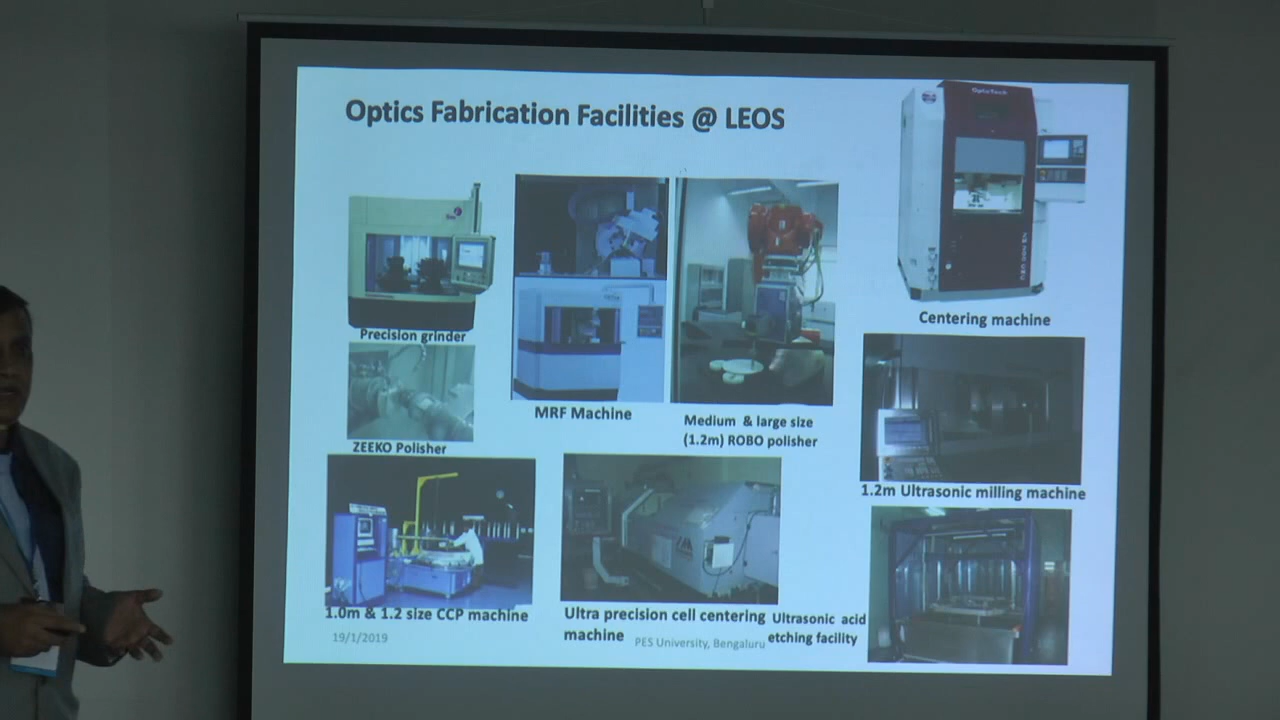 Optics Fabrication Facilities @ LEOS
OptoTech
Precision grinder
ZEEKO Polisher
MRF Machine
Medium & large size
(1.2m) ROBO polisher
Centering machine
1.2m Ultrasonic milling machine
1.0m & 1.2 size CCP machine
Ultra precision cell centering
machine
Ultrasonic acid
etching facility
19/1/2019
PES University, Bengaluru